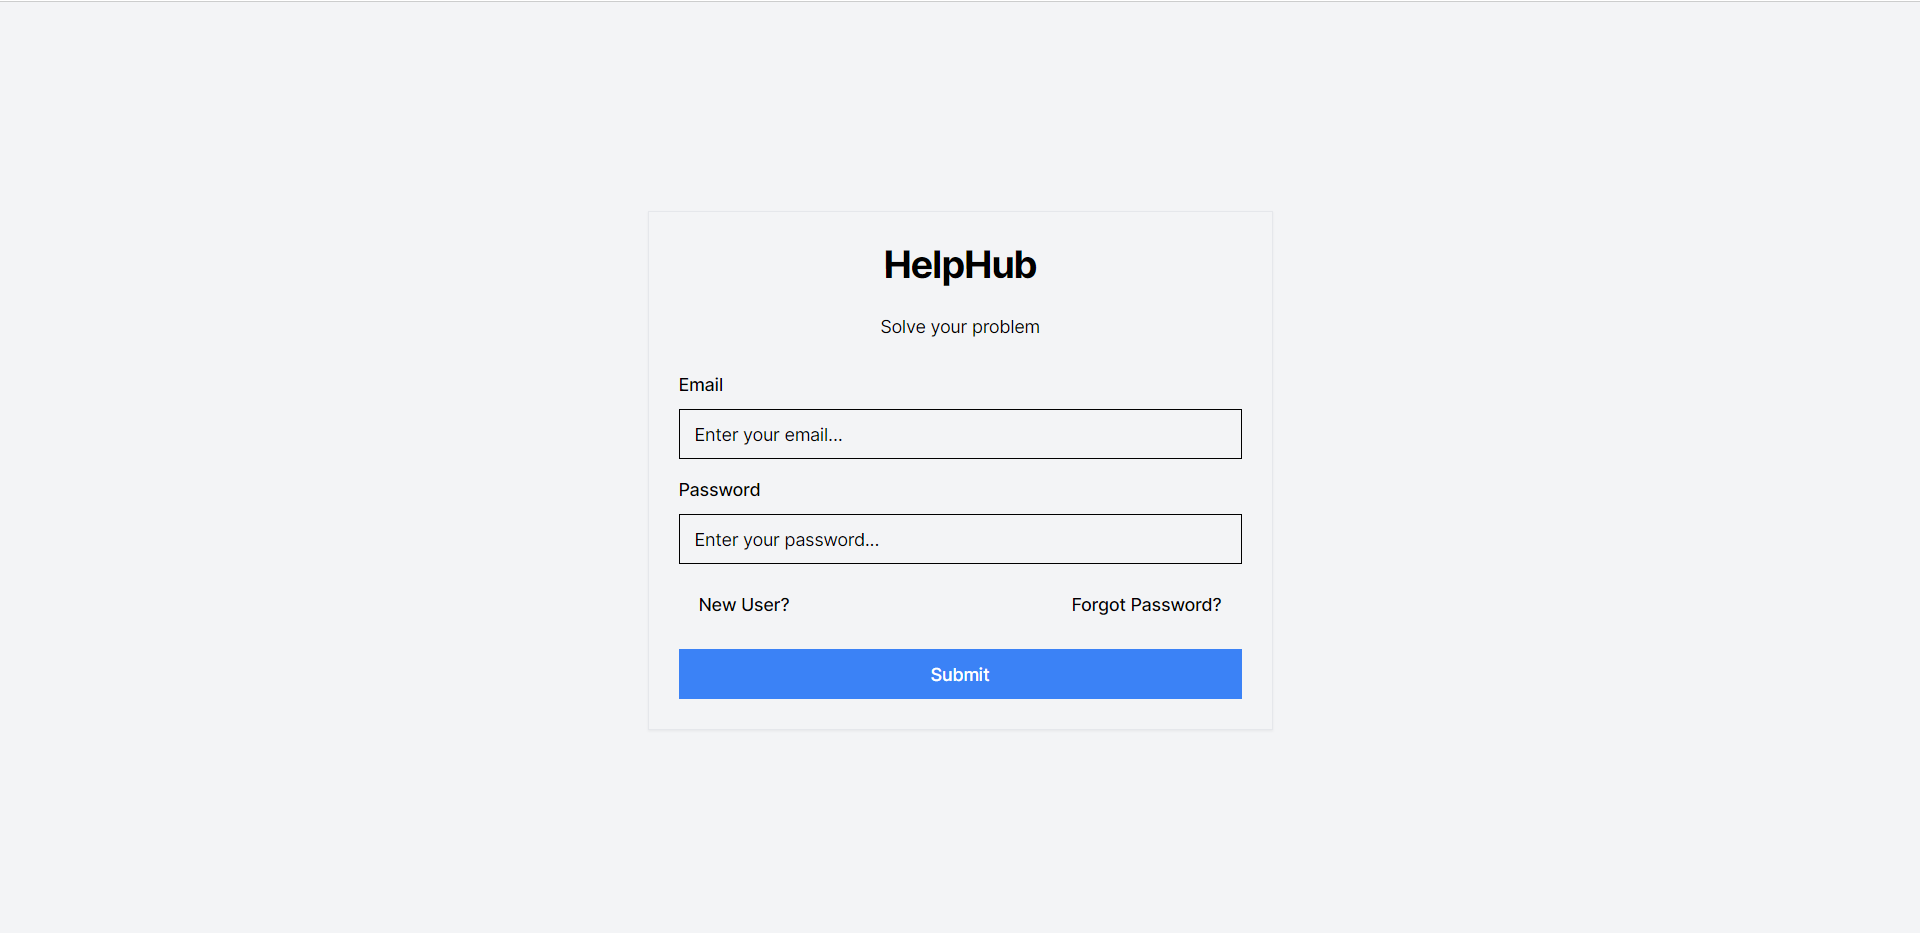 HelpHub
Solve your problem
Email
Enter your email...
Password
Enter your password...
New User? Forgot Password?
Submit